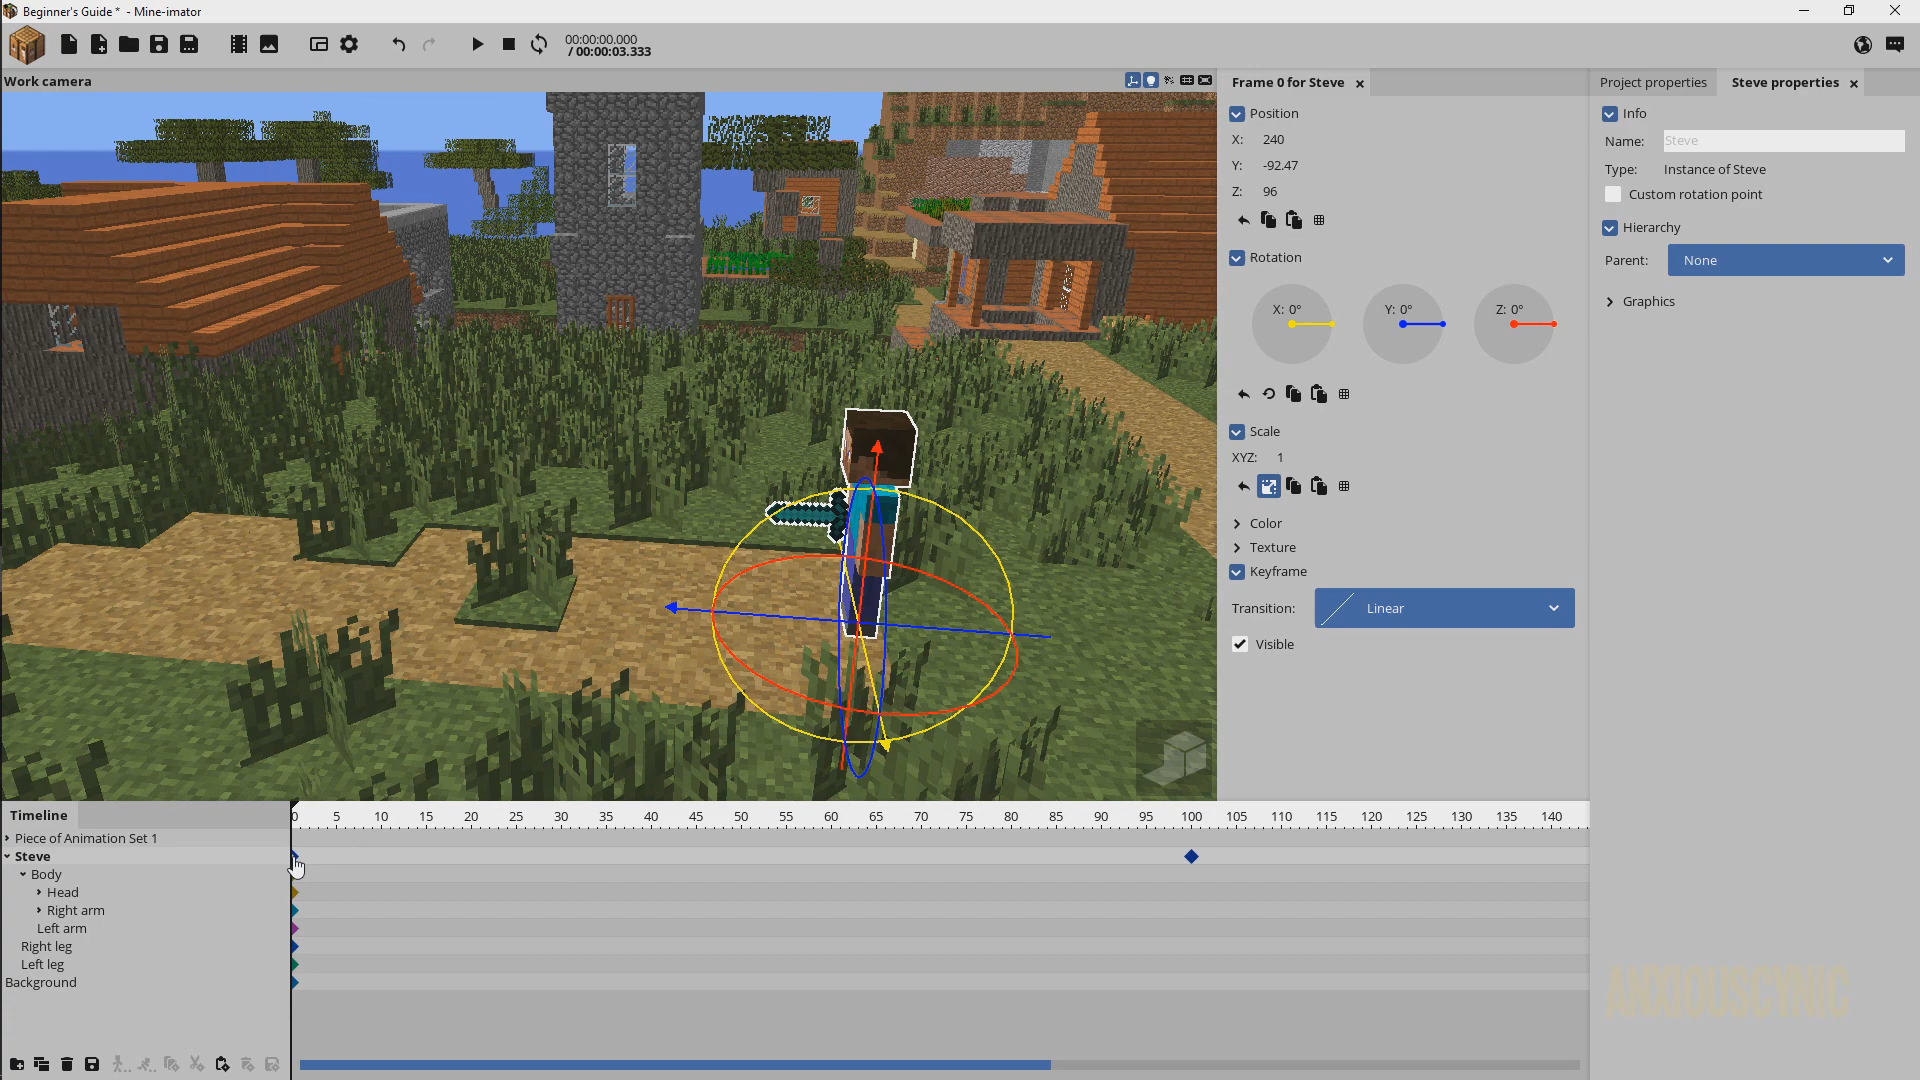 Beginner's Guide * - Mine-imator
00:00:00.000
/ 00:00:03.333
Work camera
Frame 0 for Steve
Position
X: 240
Y: -92.47
Z: 96
Rotation
X: 0° Y: 0° Z: 0°
Scale
XYZ: 1
Color
Texture
Keyframe
Transition: Linear
Visible
Project properties Steve properties
Info
Name: Steve
Type: Instance of Steve
Custom rotation point
Hierarchy
Parent: None
Graphics
Timeline
0 5 10 15 20 25 30 35 40 45 50 55 60 65 70 75 80 85 90 95 100 105 110 115 120 125 130 135 140
Piece of Animation Set 1
Steve
Body
Head
Right arm
Left arm
Right leg
Left leg
Background
ANXIOUSCYNIC